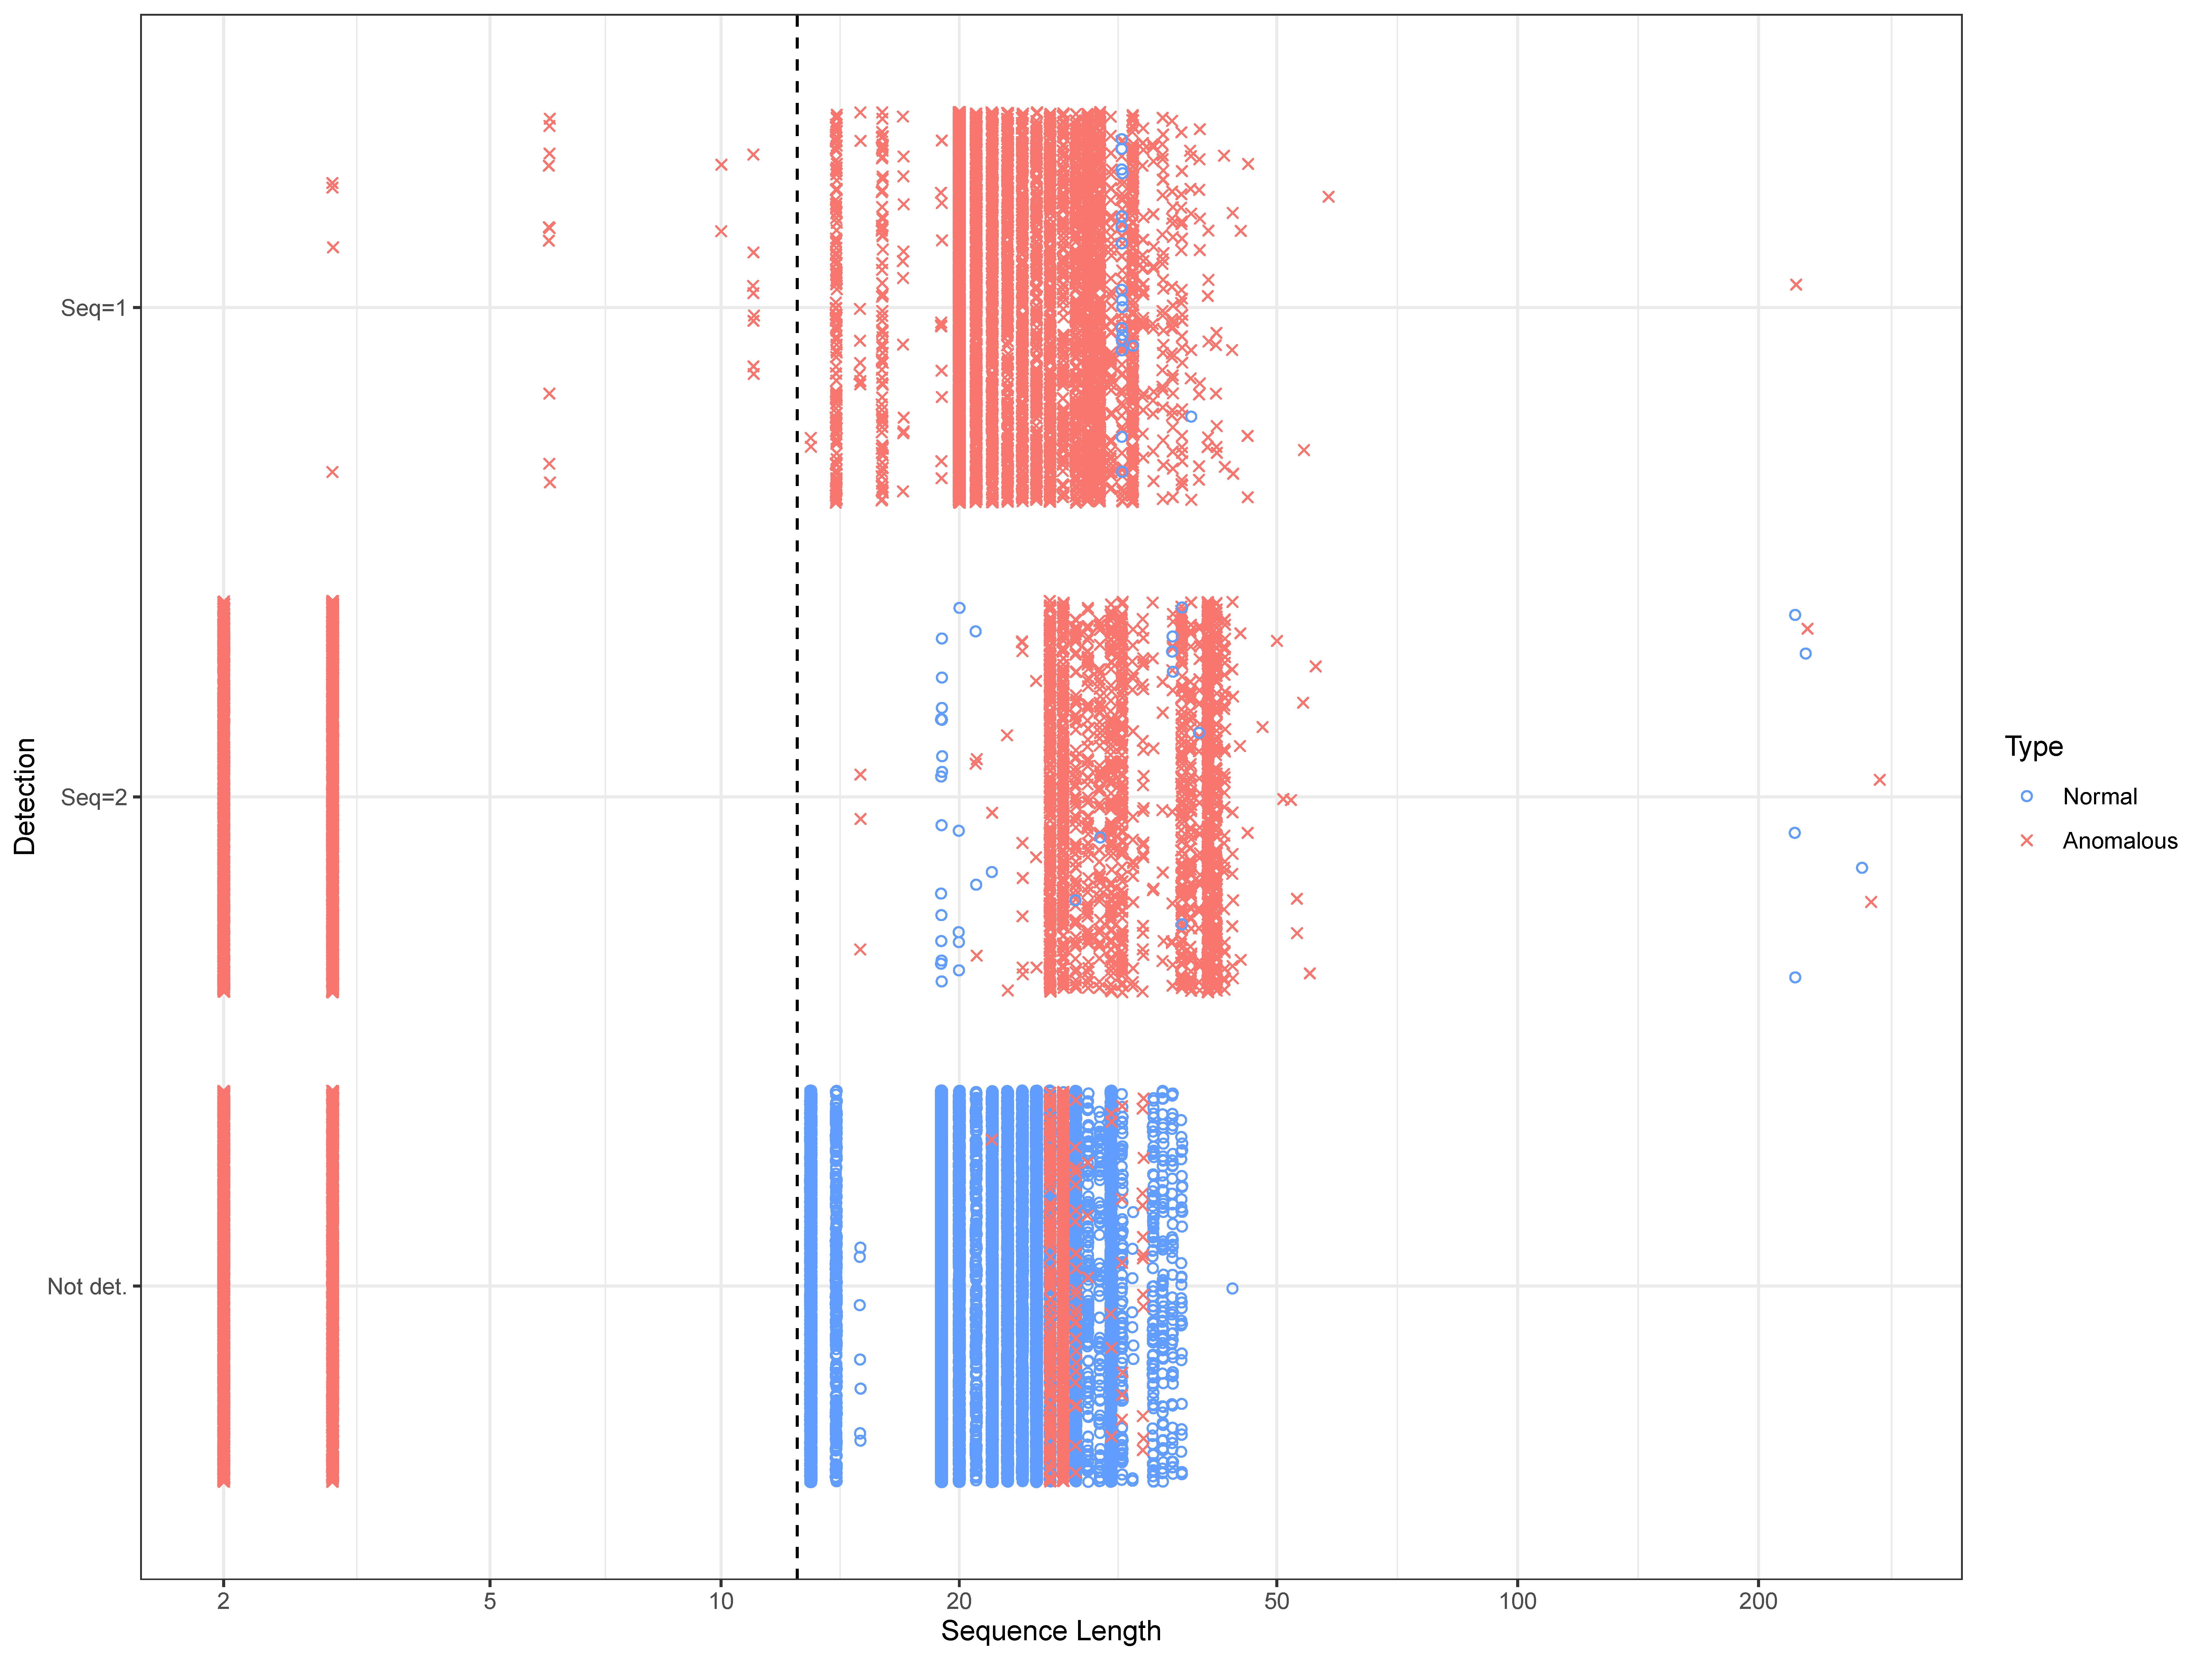 Detection
Seq=1
Seq=2
Not det.
2
5
10
20
50
100
200
Sequence Length
Type
Normal
Anomalous